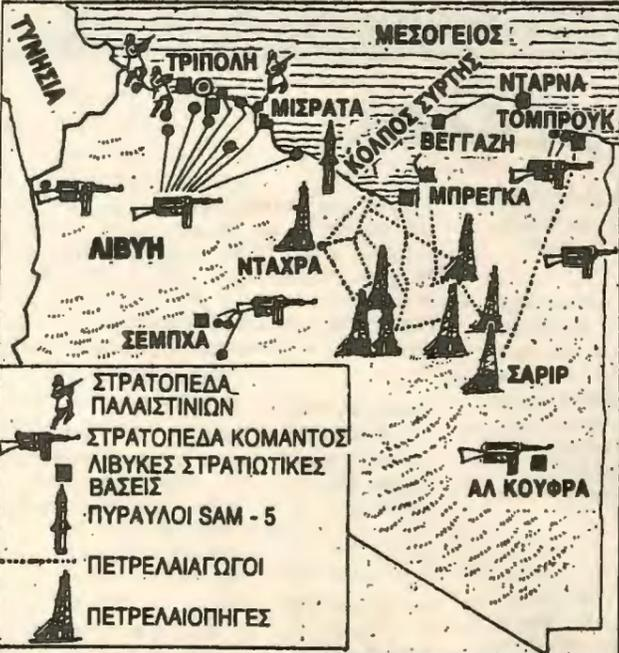 ΤΥΝΗΣΙΑ
ΜΕΣΟΓΕΙΟΣ
ΤΡΙΠΟΛΗ
ΜΙΣΡΑΤΑ
ΚΟΛΠΟΣ ΣΥΡΤΗΣ
ΝΤΑΡΝΑ
ΤΟΜΠΡΟΥΚ
ΒΕΓΓΑΖΗ
ΜΠΡΕΓΚΑ
ΛΙΒΥΗ
ΝΤΑΧΡΑ
ΣΕΜΠΧΑ
ΣΑΡΙΡ
ΑΛ ΚΟΥΦΡΑ
ΣΤΡΑΤΟΠΕΔΑ
ΠΑΛΑΙΣΤΙΝΙΩΝ
ΣΤΡΑΤΟΠΕΔΑ ΚΟΜΑΝΤΟΣ
ΛΙΒΥΚΕΣ ΣΤΡΑΤΙΩΤΙΚΕΣ
ΒΑΣΕΙΣ
ΠΥΡΑΥΛΟΙ SAM - 5
ΠΕΤΡΕΛΑΙΑΓΩΓΟΙ
ΠΕΤΡΕΛΑΙΟΠΗΓΕΣ